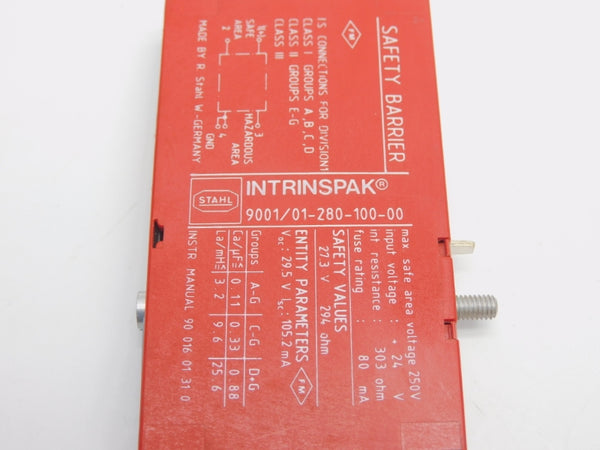 SAFETY BARRIER
FM
IS CONNECTIONS FOR DIVISION1
CLASS I GROUPS A,B,C,D
CLASS II GROUPS E-G
CLASS III
1(+)
3
SAFE
AREA
HAZARDOUS
AREA
2
4
GND
MADE BY R. Stahl W.-GERMANY
STAHL
INTRINSPAK®
9001/01-280-100-00
max safe area voltage 250V
input voltage : + 24 V
int resistance : 303 ohm
fuse rating : 80 mA
SAFETY VALUES
27.3 V 294 ohm
ENTITY PARAMETERS FM
Voc: 29.5 V Isc: 105.2 mA
Groups A-G C-G D+G
Ca/µF≤ 0.11 0.33 0.88
La/mH≤ 3.2 9.6 25.6
INSTR MANUAL 90 016 01 31 0